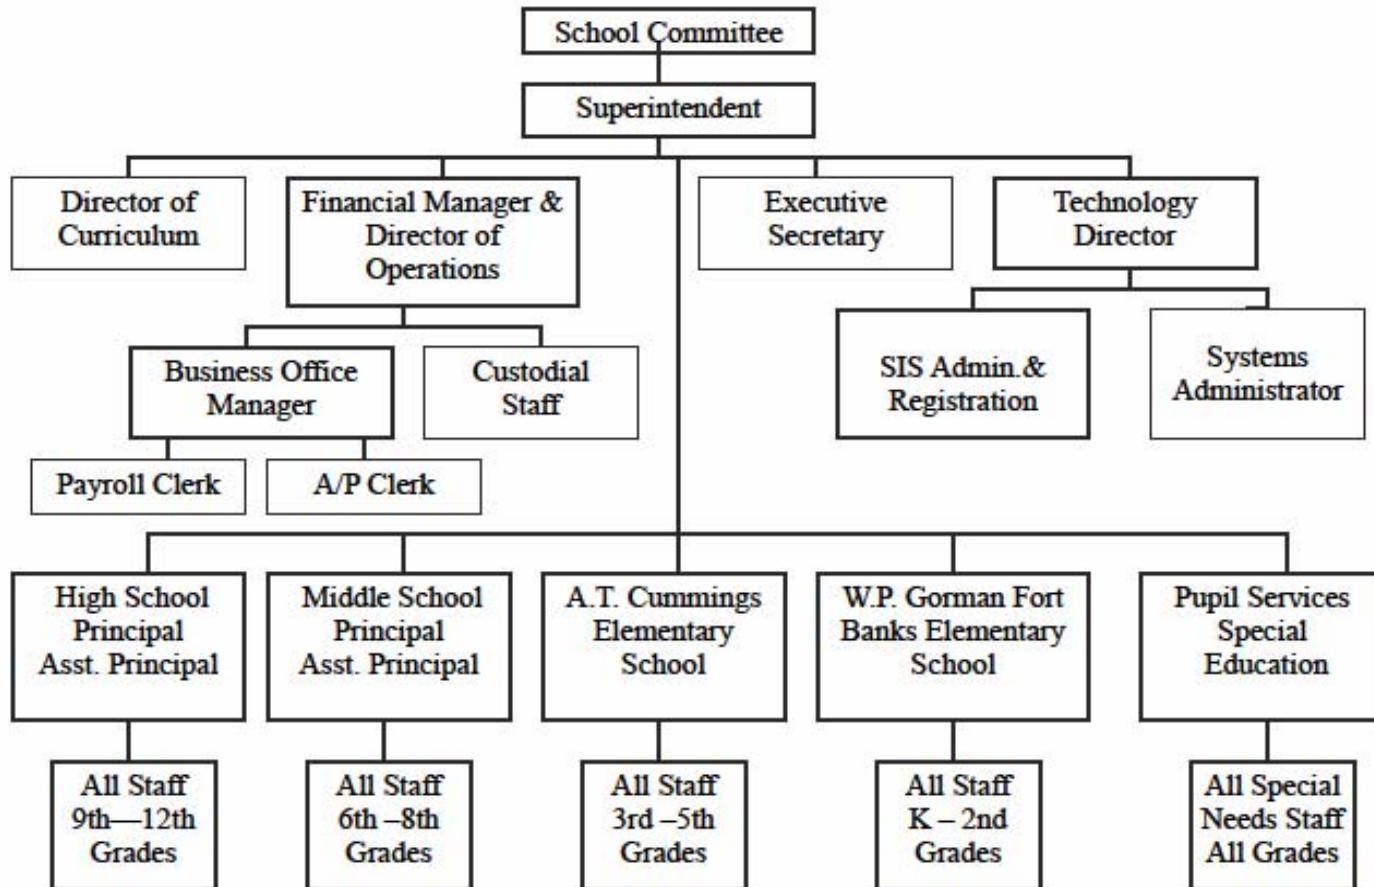 School Committee
Superintendent
Director of
Curriculum
Financial Manager &
Director of
Operations
Executive
Secretary
Technology
Director
Business Office
Manager
Custodial
Staff
SIS Admin.&
Registration
Systems
Administrator
Payroll Clerk
A/P Clerk
High School
Principal
Asst. Principal
Middle School
Principal
Asst. Principal
A.T. Cummings
Elementary
School
W.P. Gorman Fort
Banks Elementary
School
Pupil Services
Special
Education
All Staff
9th—12th
Grades
All Staff
6th –8th
Grades
All Staff
3rd –5th
Grades
All Staff
K – 2nd
Grades
All Special
Needs Staff
All Grades